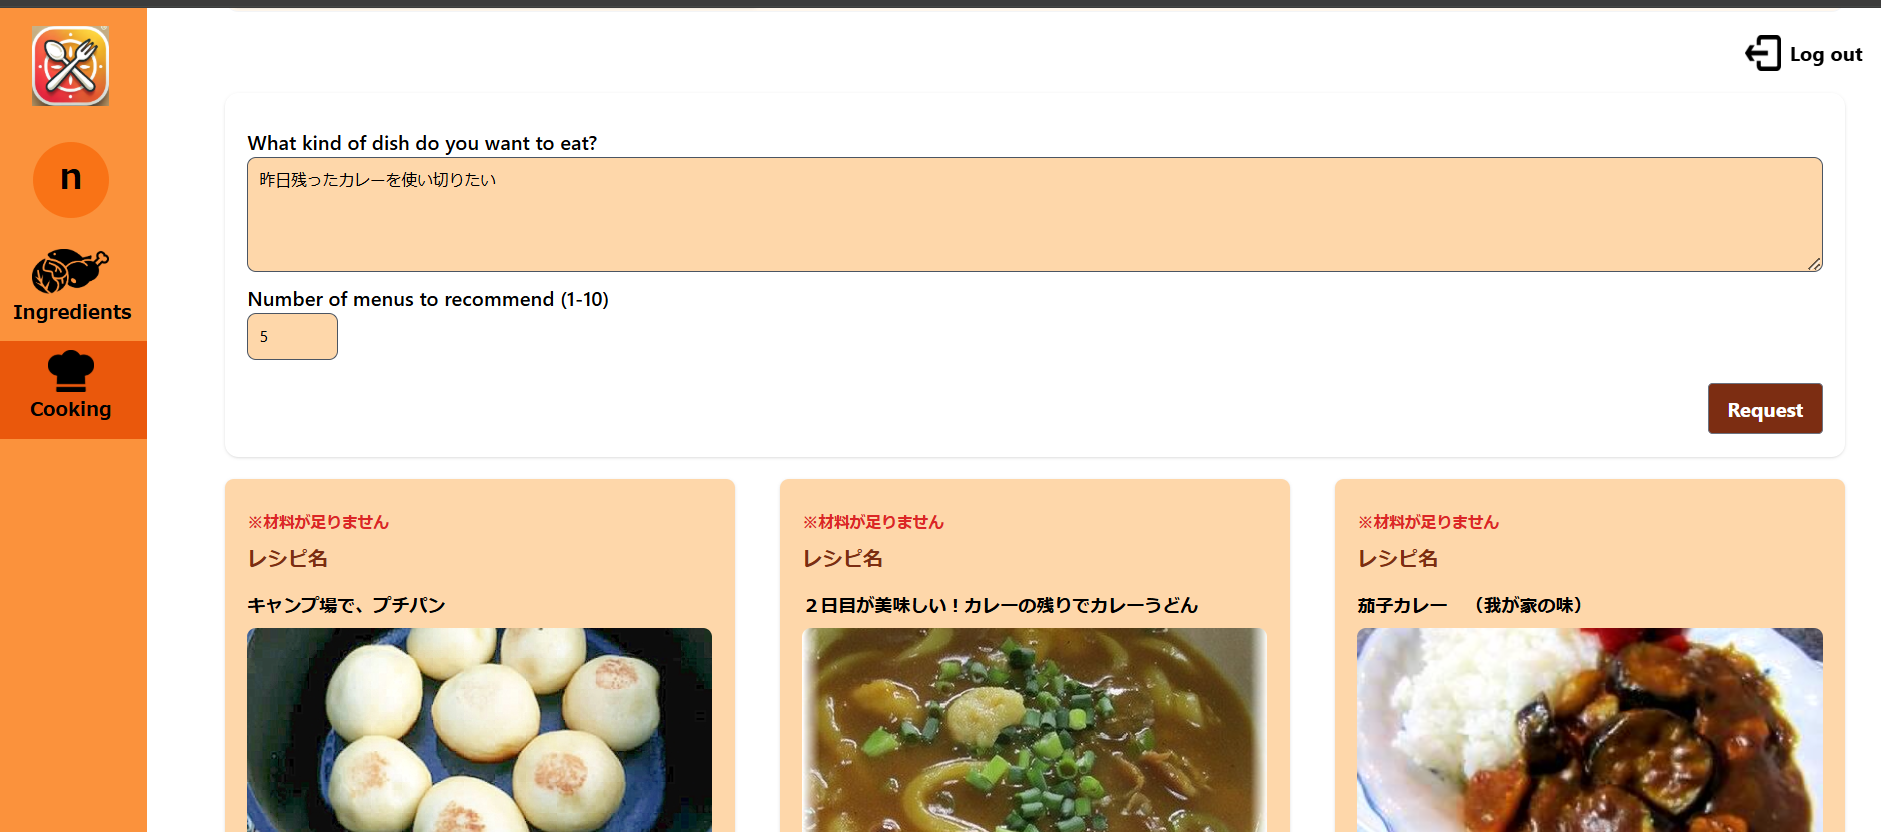 Log out
n
Ingredients
Cooking
What kind of dish do you want to eat?
昨日残ったカレーを使い切りたい
Number of menus to recommend (1-10)
5
Request
※材料が足りません
レシピ名
キャンプ場で、プチパン
※材料が足りません
レシピ名
２日目が美味しい！カレーの残りでカレーうどん
※材料が足りません
レシピ名
茄子カレー　（我が家の味）